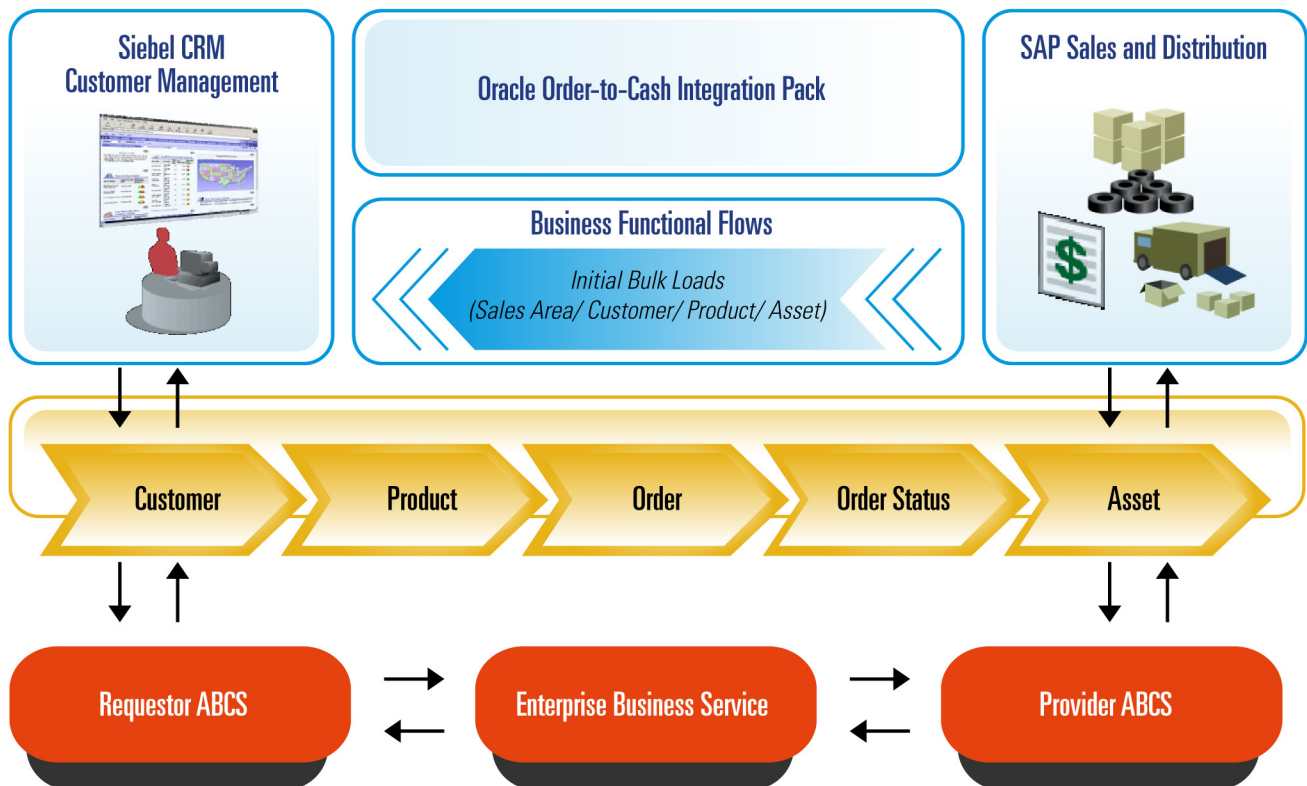 Siebel CRM
Customer Management
Oracle Order-to-Cash Integration Pack
SAP Sales and Distribution
Business Functional Flows
Initial Bulk Loads
(Sales Area/ Customer/ Product/ Asset)
$
Customer
Product
Order
Order Status
Asset
Requestor ABCS
Enterprise Business Service
Provider ABCS